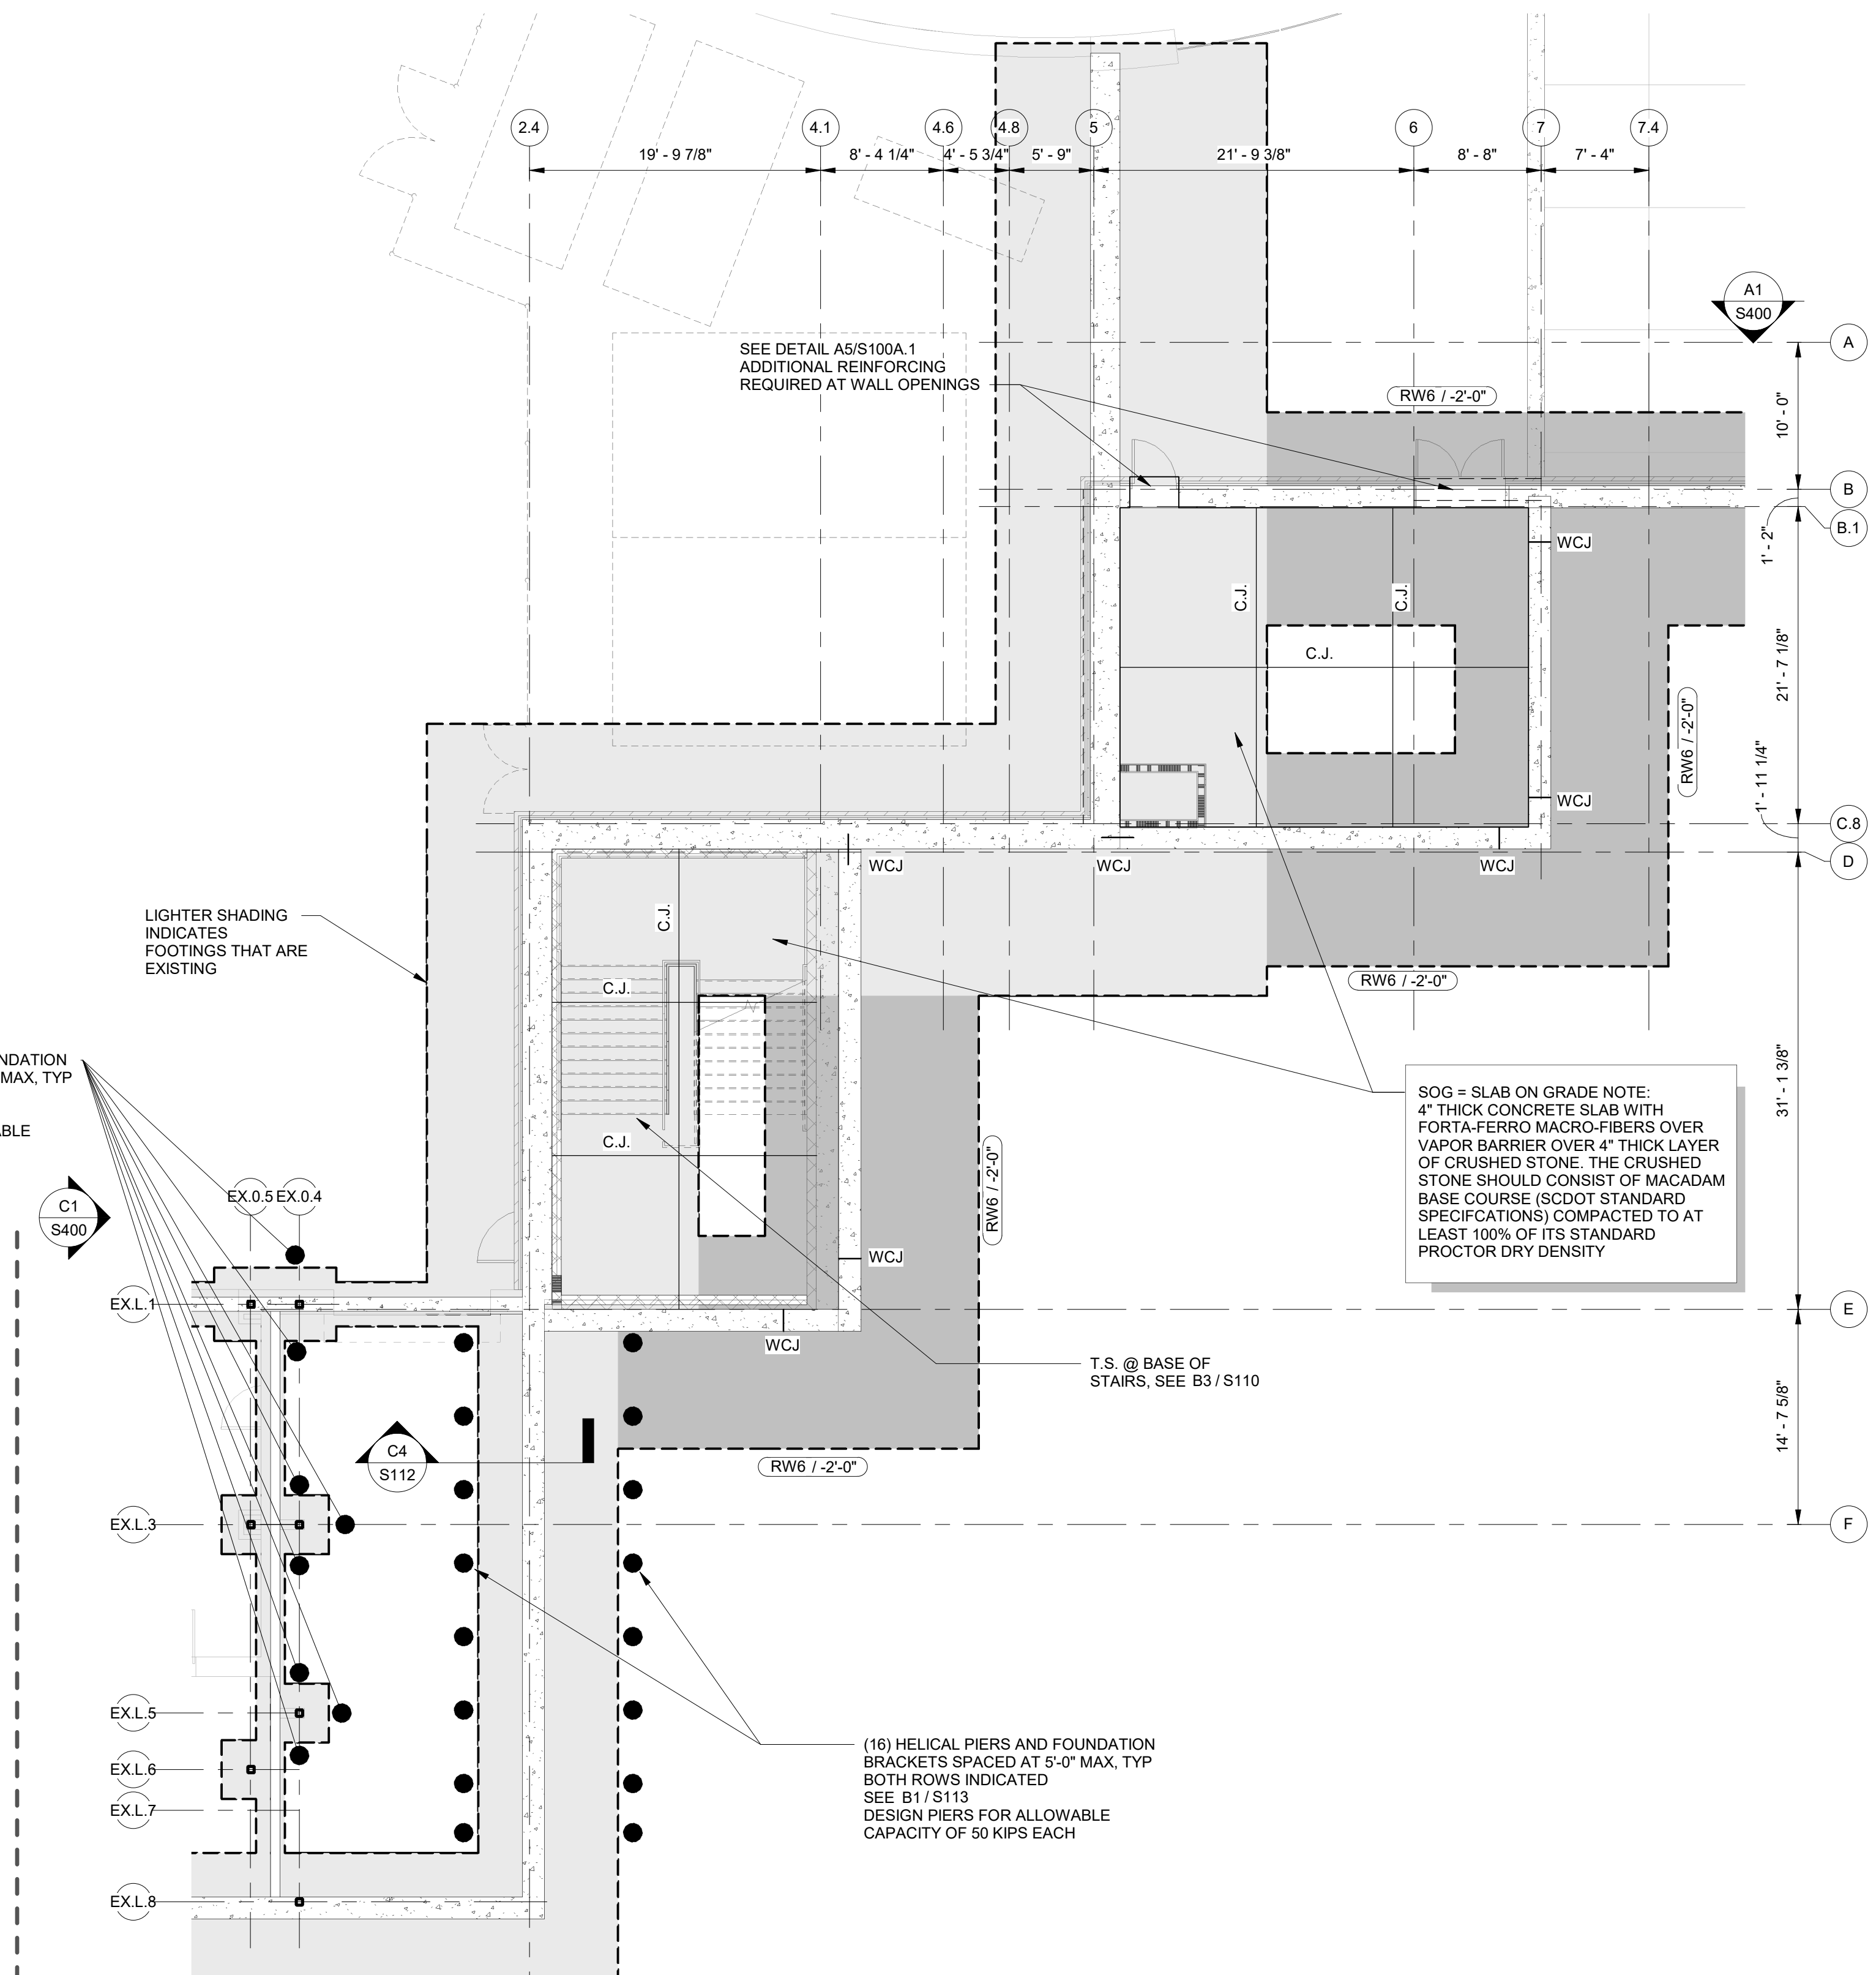 2.4
4.1
4.6
4.8
5
6
7
7.4
19' - 9 7/8"
8' - 4 1/4"
4' - 5 3/4"
5' - 9"
21' - 9 3/8"
8' - 8"
7' - 4"
A1
S400
A
SEE DETAIL A5/S100A.1
ADDITIONAL REINFORCING
REQUIRED AT WALL OPENINGS
RW6 / -2'-0"
10' - 0"
B
B.1
1' - 2"
WCJ
C.J.
C.J.
C.J.
21' - 7 1/8"
RW6 / -2'-0"
1' - 11 1/4"
WCJ
C.8
D
WCJ
WCJ
WCJ
LIGHTER SHADING
INDICATES
FOOTINGS THAT ARE
EXISTING
C.J.
C.J.
RW6 / -2'-0"
NDATION
MAX, TYP
ABLE
C.J.
31' - 1 3/8"
SOG = SLAB ON GRADE NOTE:
4" THICK CONCRETE SLAB WITH
FORTA-FERRO MACRO-FIBERS OVER
VAPOR BARRIER OVER 4" THICK LAYER
OF CRUSHED STONE. THE CRUSHED
STONE SHOULD CONSIST OF MACADAM
BASE COURSE (SCDOT STANDARD
SPECIFCATIONS) COMPACTED TO AT
LEAST 100% OF ITS STANDARD
PROCTOR DRY DENSITY
RW6 / -2'-0"
C1
S400
EX.0.5
EX.0.4
WCJ
EX.L.1
E
WCJ
T.S. @ BASE OF
STAIRS, SEE B3 / S110
14' - 7 5/8"
C4
S112
RW6 / -2'-0"
EX.L.3
F
EX.L.5
EX.L.6
EX.L.7
EX.L.8
(16) HELICAL PIERS AND FOUNDATION
BRACKETS SPACED AT 5'-0" MAX, TYP
BOTH ROWS INDICATED
SEE B1 / S113
DESIGN PIERS FOR ALLOWABLE
CAPACITY OF 50 KIPS EACH